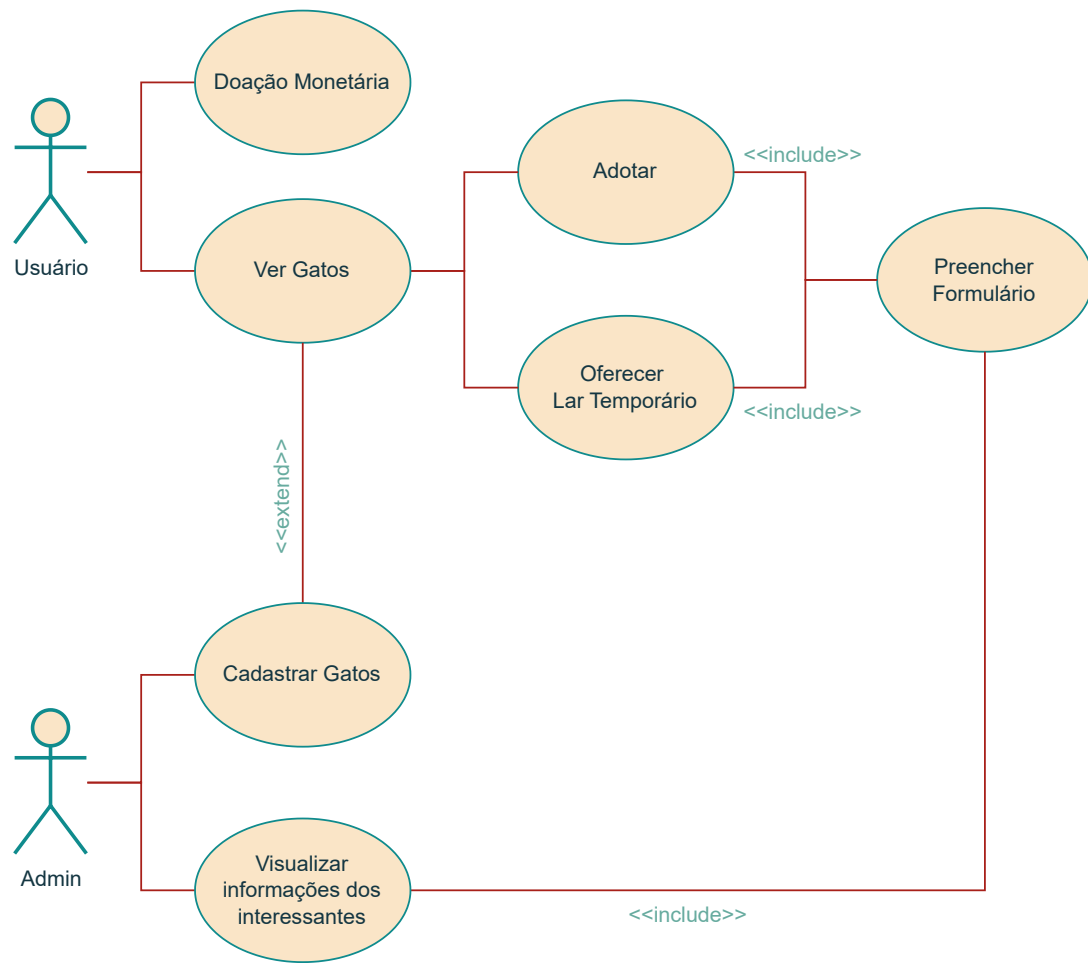 Doação Monetária
Usuário
Ver Gatos
Adotar
<<include>>
Oferecer
Lar Temporário
<<include>>
Preencher
Formulário
<<extend>>
Cadastrar Gatos
Admin
Visualizar
informações dos
interessantes
<<include>>